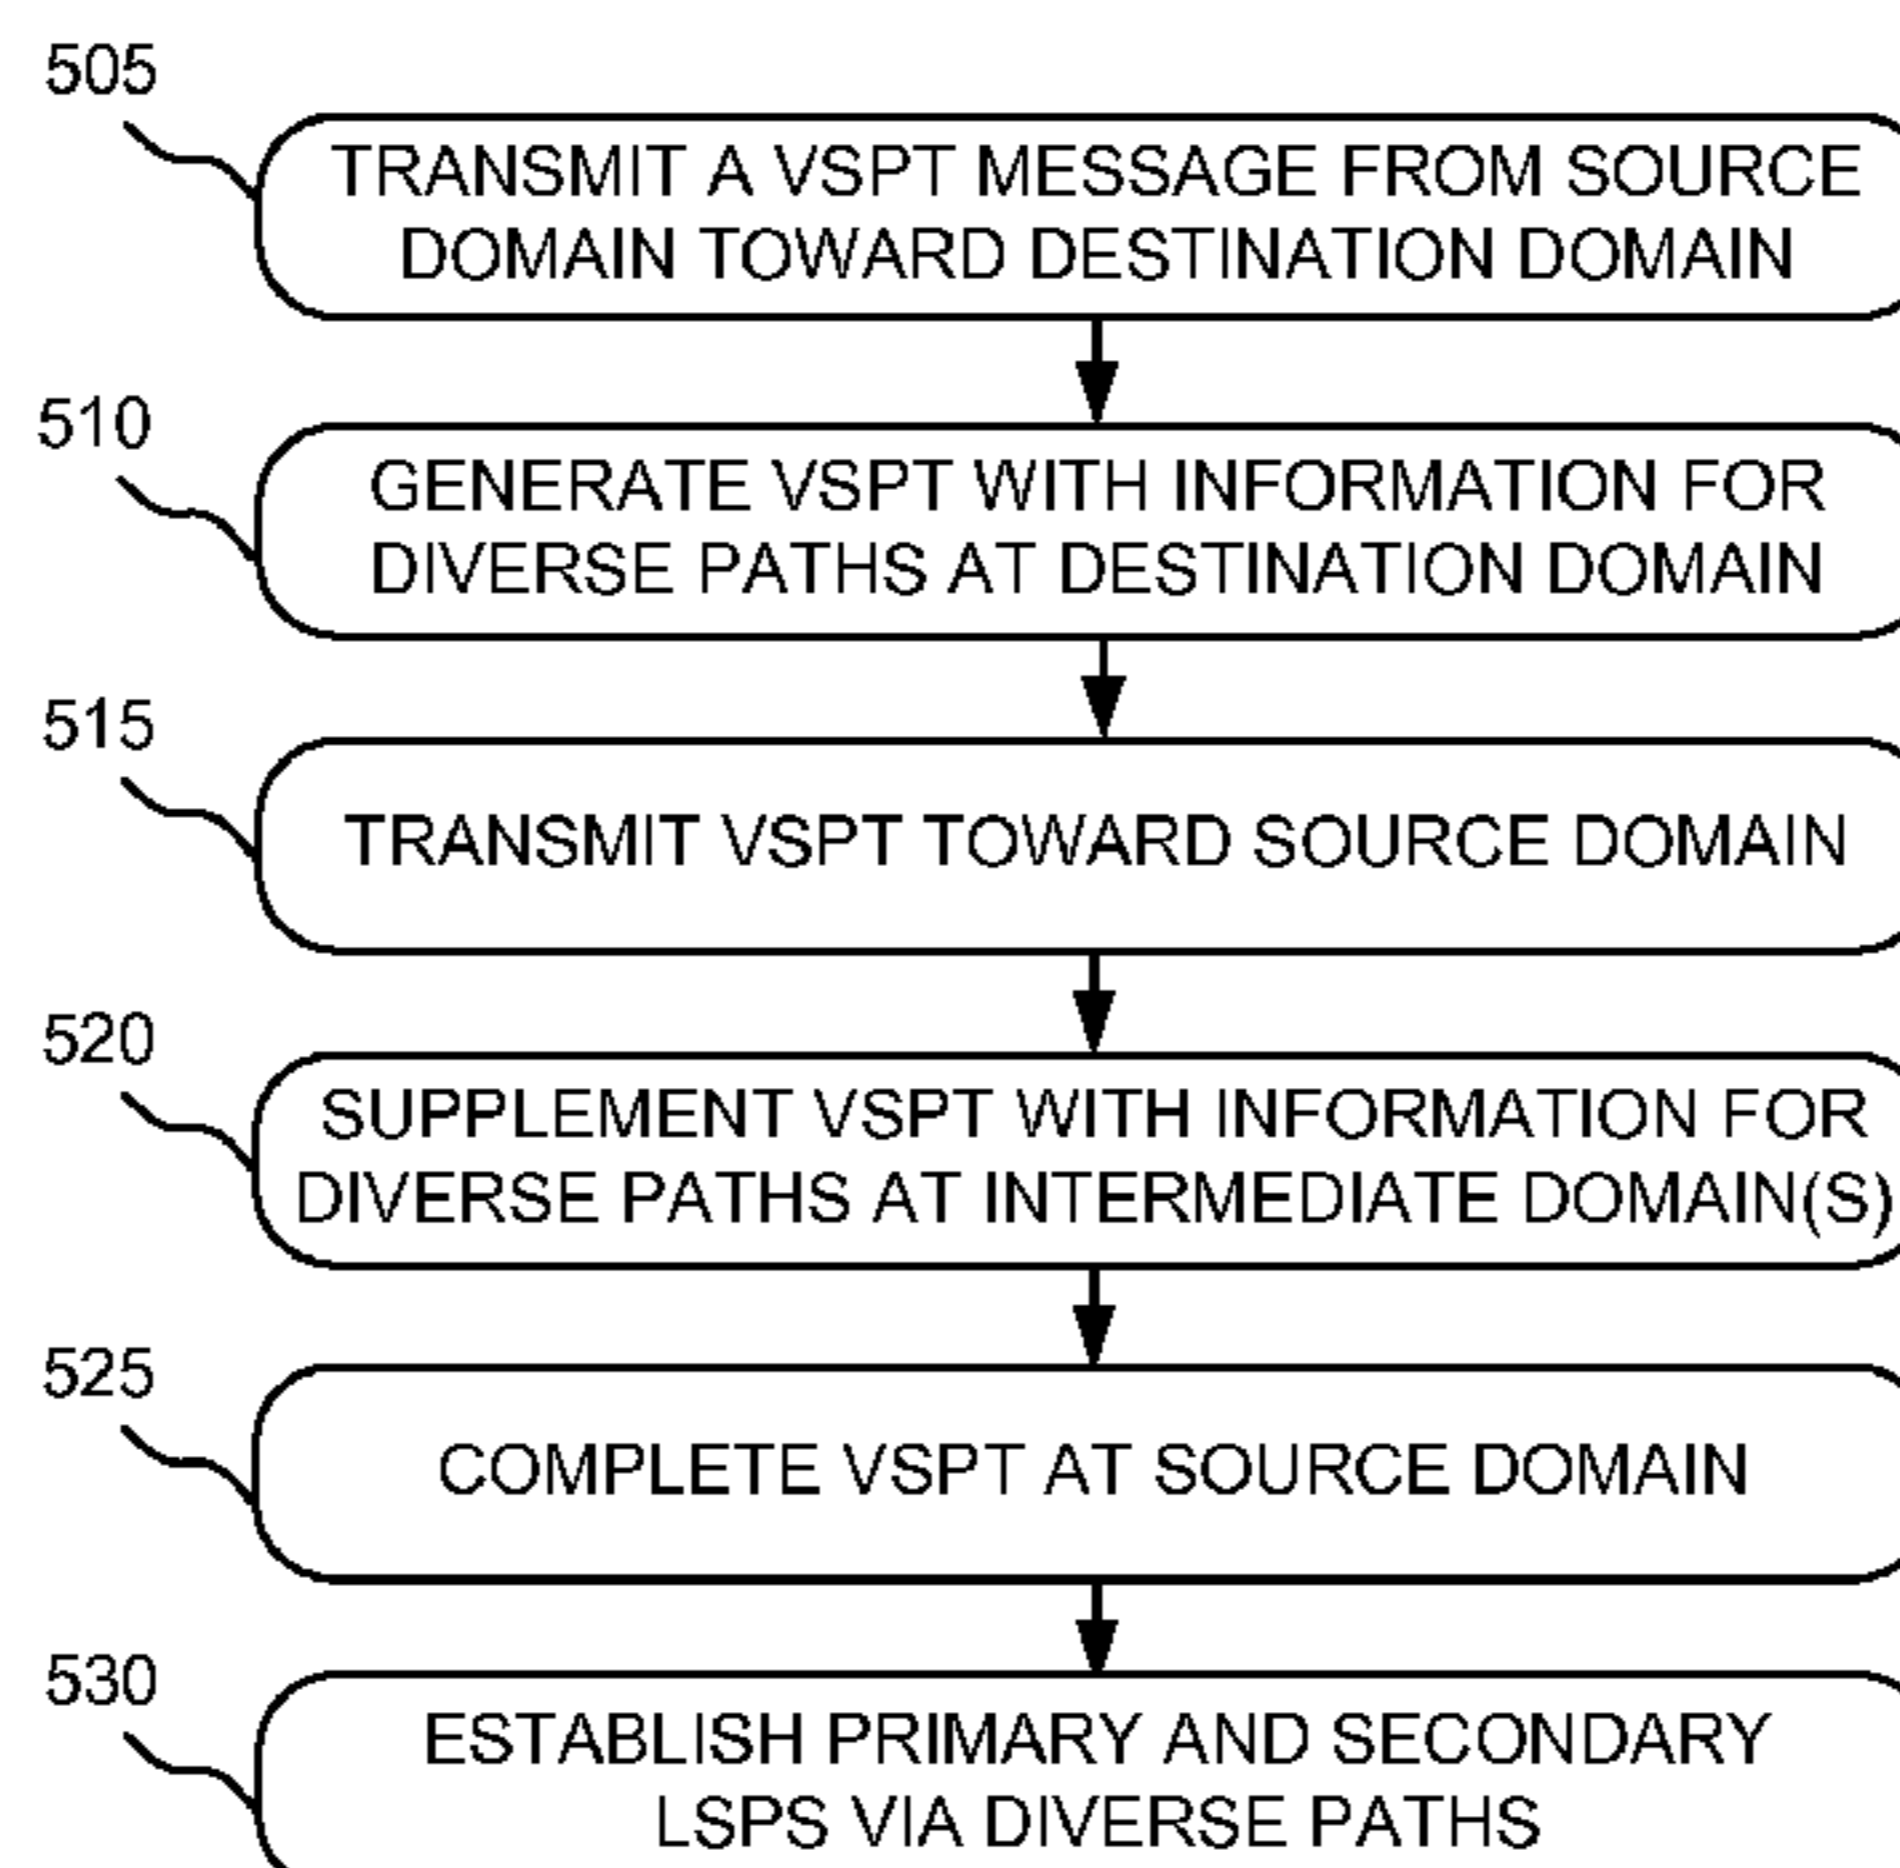 505
TRANSMIT A VSPT MESSAGE FROM SOURCE
DOMAIN TOWARD DESTINATION DOMAIN
510
GENERATE VSPT WITH INFORMATION FOR
DIVERSE PATHS AT DESTINATION DOMAIN
515
TRANSMIT VSPT TOWARD SOURCE DOMAIN
520
SUPPLEMENT VSPT WITH INFORMATION FOR
DIVERSE PATHS AT INTERMEDIATE DOMAIN(S)
525
COMPLETE VSPT AT SOURCE DOMAIN
530
ESTABLISH PRIMARY AND SECONDARY
LSPS VIA DIVERSE PATHS